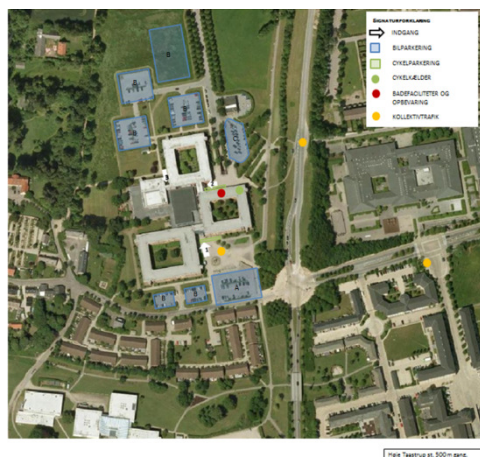 SIGNATURFORKLARING
INDGANG
BILPARKERING
CYKELPARKERING
CYKELKÆLDER
BADEFACILITETER OG
OPBEVARING
KOLLEKTIVTRAFIK
Høje Taastrup st. 500 m gang.